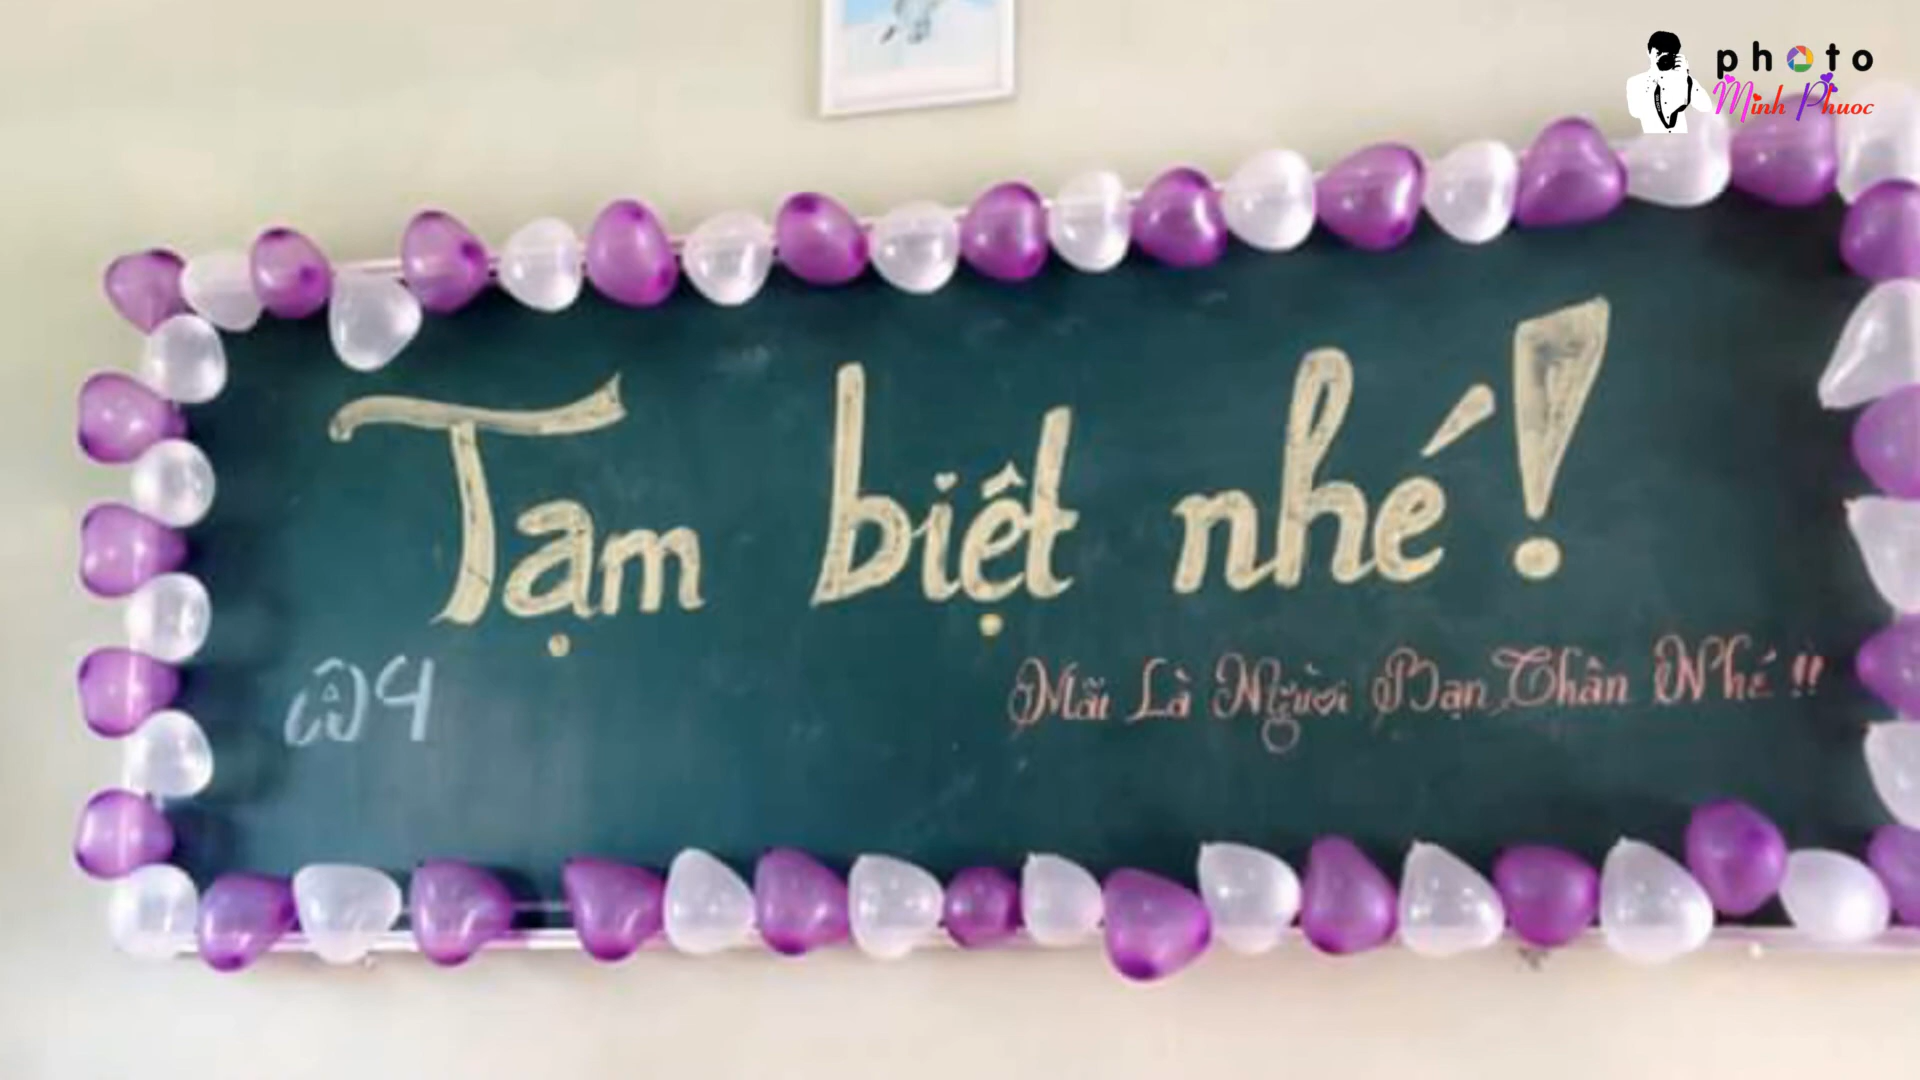 photo
Minh Phuoc
Tạm biệt nhé!
Mãi Là Người Bạn Thân Nhé !!